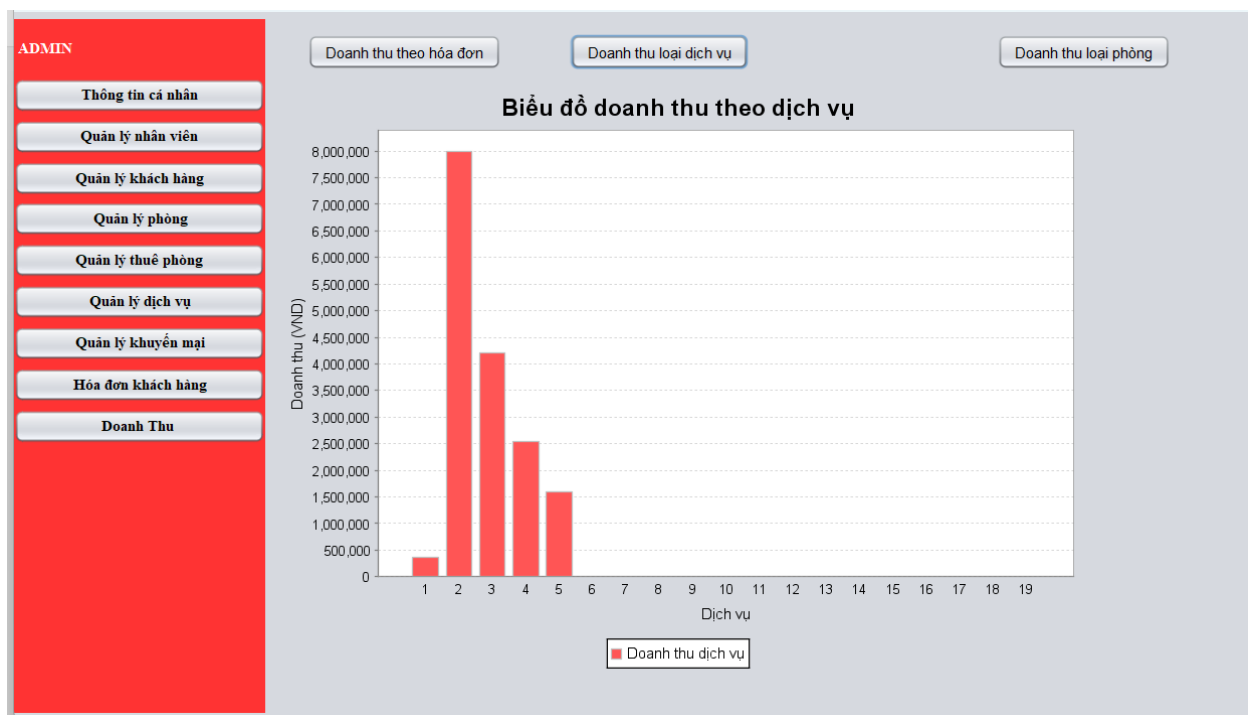 ADMIN
Thông tin cá nhân
Quản lý nhân viên
Quản lý khách hàng
Quản lý phòng
Quản lý thuê phòng
Quản lý dịch vụ
Quản lý khuyến mại
Hóa đơn khách hàng
Doanh Thu
Doanh thu theo hóa đơn
Doanh thu loại dịch vụ
Doanh thu loại phòng
Biểu đồ doanh thu theo dịch vụ
Doanh thu (VND)
8,000,000
7,500,000
7,000,000
6,500,000
6,000,000
5,500,000
5,000,000
4,500,000
4,000,000
3,500,000
3,000,000
2,500,000
2,000,000
1,500,000
1,000,000
500,000
0
1 2 3 4 5 6 7 8 9 10 11 12 13 14 15 16 17 18 19
Dịch vụ
Doanh thu dịch vụ